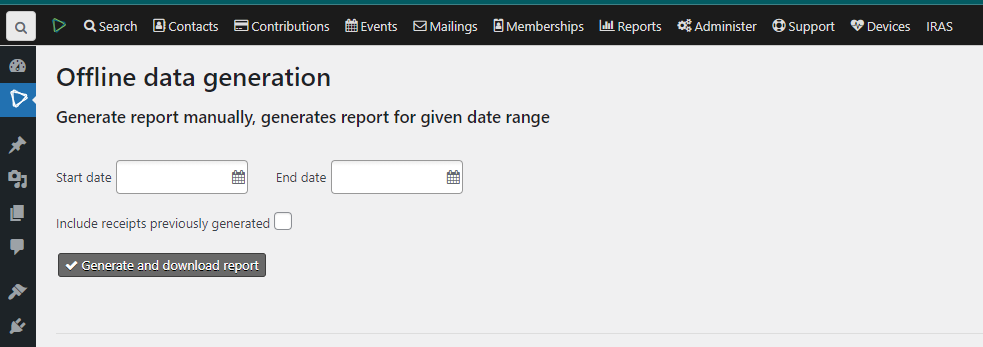 Search Contacts Contributions Events Mailings Memberships Reports Administer Support Devices IRAS
Offline data generation
Generate report manually, generates report for given date range
Start date End date
Include receipts previously generated
Generate and download report